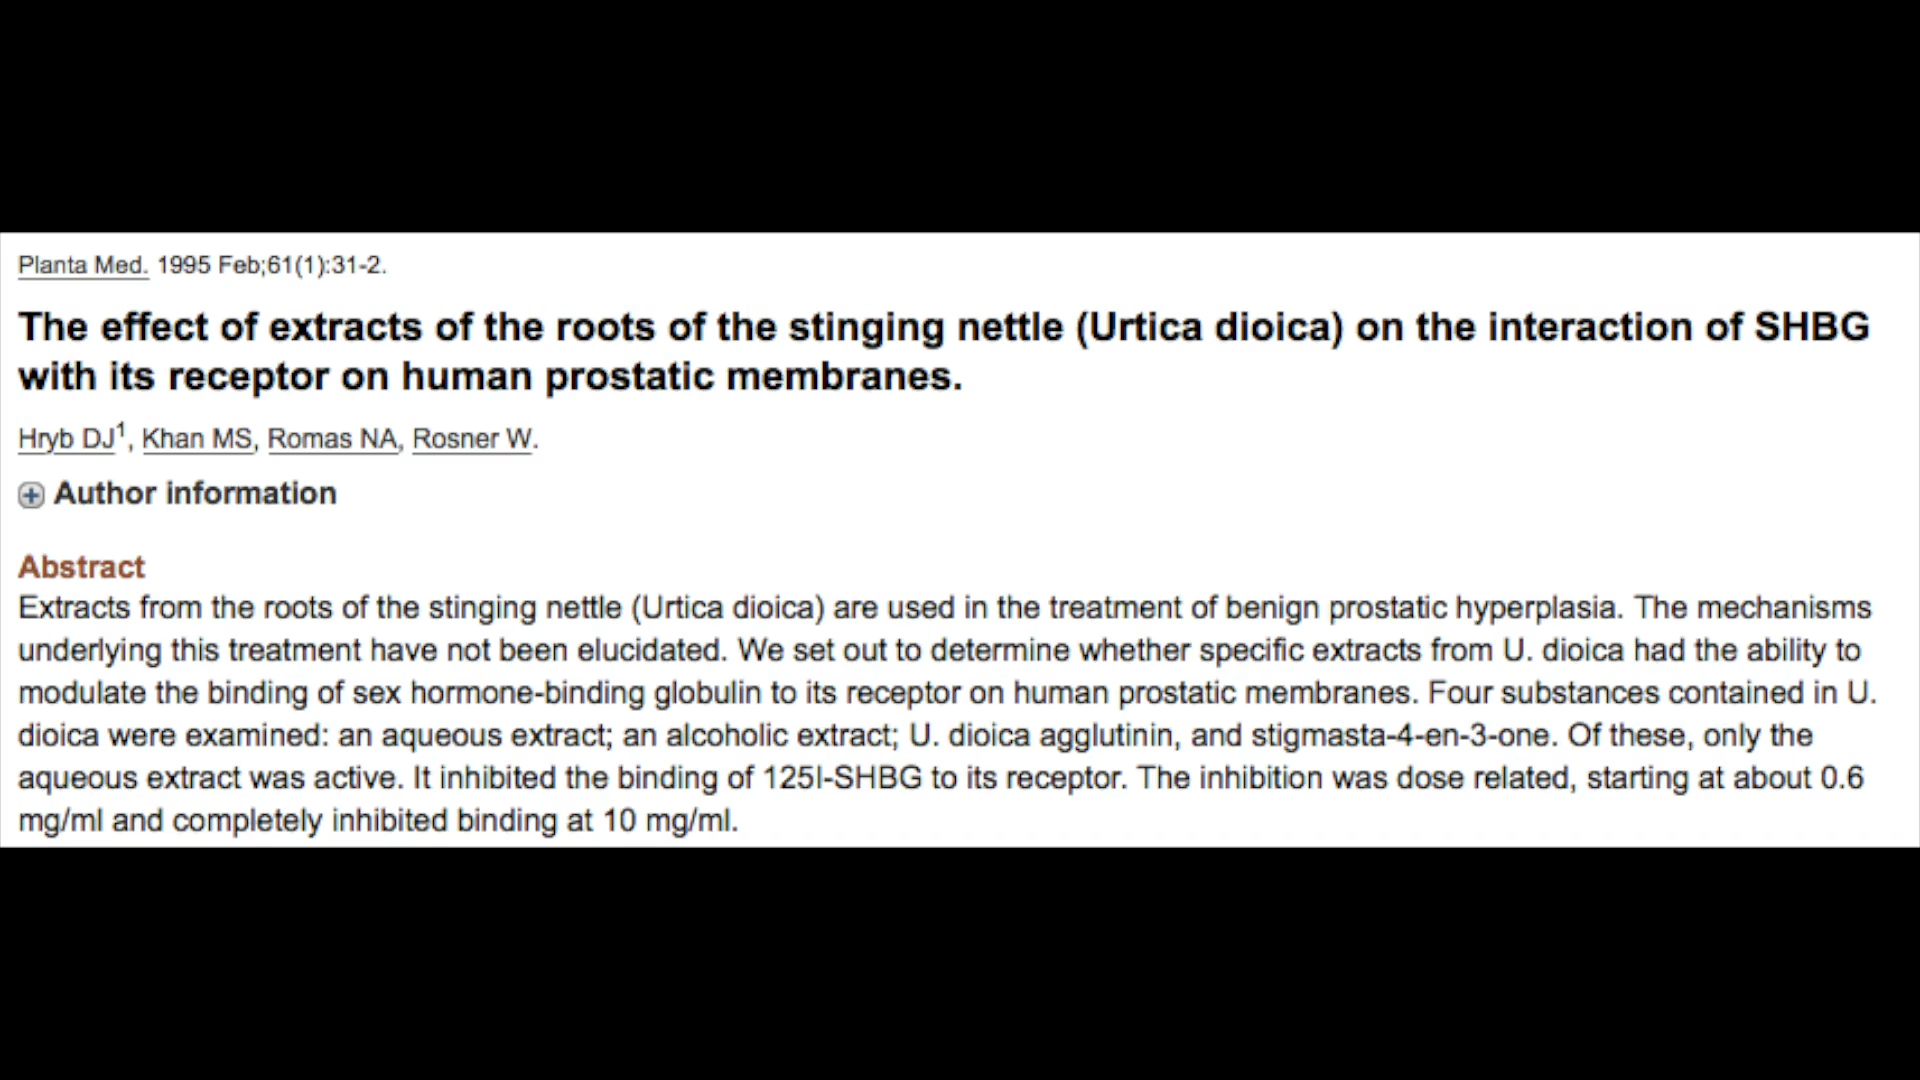 Planta Med. 1995 Feb;61(1):31-2.
The effect of extracts of the roots of the stinging nettle (Urtica dioica) on the interaction of SHBG
with its receptor on human prostatic membranes.
Hryb DJ1, Khan MS, Romas NA, Rosner W.
Author information
Abstract
Extracts from the roots of the stinging nettle (Urtica dioica) are used in the treatment of benign prostatic hyperplasia. The mechanisms
underlying this treatment have not been elucidated. We set out to determine whether specific extracts from U. dioica had the ability to
modulate the binding of sex hormone-binding globulin to its receptor on human prostatic membranes. Four substances contained in U.
dioica were examined: an aqueous extract; an alcoholic extract; U. dioica agglutinin, and stigmasta-4-en-3-one. Of these, only the
aqueous extract was active. It inhibited the binding of 125I-SHBG to its receptor. The inhibition was dose related, starting at about 0.6
mg/ml and completely inhibited binding at 10 mg/ml.